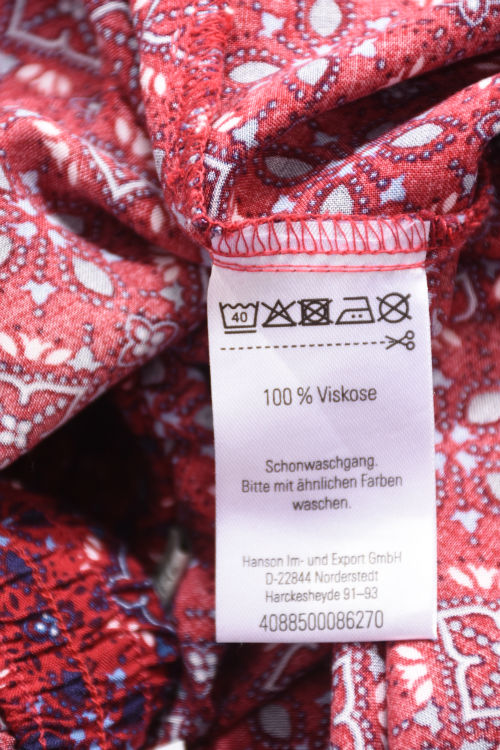 40
100 % Viskose
Schonwaschgang.
Bitte mit ähnlichen Farben
waschen.
Hanson Im- und Export GmbH
D-22844 Norderstedt
Harckesheyde 91–93
4088500086270